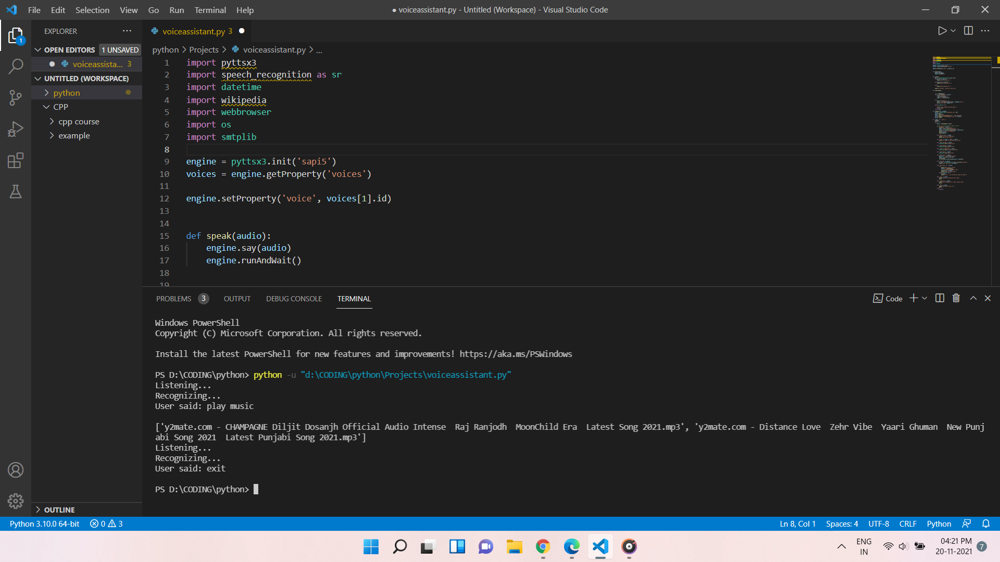 File Edit Selection View Go Run Terminal Help
● voiceassistant.py - Untitled (Workspace) - Visual Studio Code
EXPLORER
OPEN EDITORS 1 UNSAVED
voiceassista... 3
UNTITLED (WORKSPACE)
python
CPP
cpp course
example
OUTLINE
1
voiceassistant.py 3
python > Projects > voiceassistant.py > ...
1 import pyttsx3
2 import speech_recognition as sr
3 import datetime
4 import wikipedia
5 import webbrowser
6 import os
7 import smtplib
8
9 engine = pyttsx3.init('sapi5')
10 voices = engine.getProperty('voices')
11
12 engine.setProperty('voice', voices[1].id)
13
14
15 def speak(audio):
16 engine.say(audio)
17 engine.runAndWait()
18
19
PROBLEMS 3 OUTPUT DEBUG CONSOLE TERMINAL
Code
Windows PowerShell
Copyright (C) Microsoft Corporation. All rights reserved.
Install the latest PowerShell for new features and improvements! https://aka.ms/PSWindows
PS D:\CODING\python> python -u "d:\CODING\python\Projects\voiceassistant.py"
Listening...
Recognizing...
User said: play music
['y2mate.com - CHAMPAGNE Diljit Dosanjh Official Audio Intense  Raj Ranjodh  MoonChild Era  Latest Song 2021.mp3', 'y2mate.com - Distance Love  Zehr Vibe  Yaari Ghuman  New Punj
abi Song 2021  Latest Punjabi Song 2021.mp3']
Listening...
Recognizing...
User said: exit
PS D:\CODING\python>
Python 3.10.0 64-bit 0 3
Ln 8, Col 1 Spaces: 4 UTF-8 CRLF Python
ENG
IN
04:21 PM
20-11-2021
7